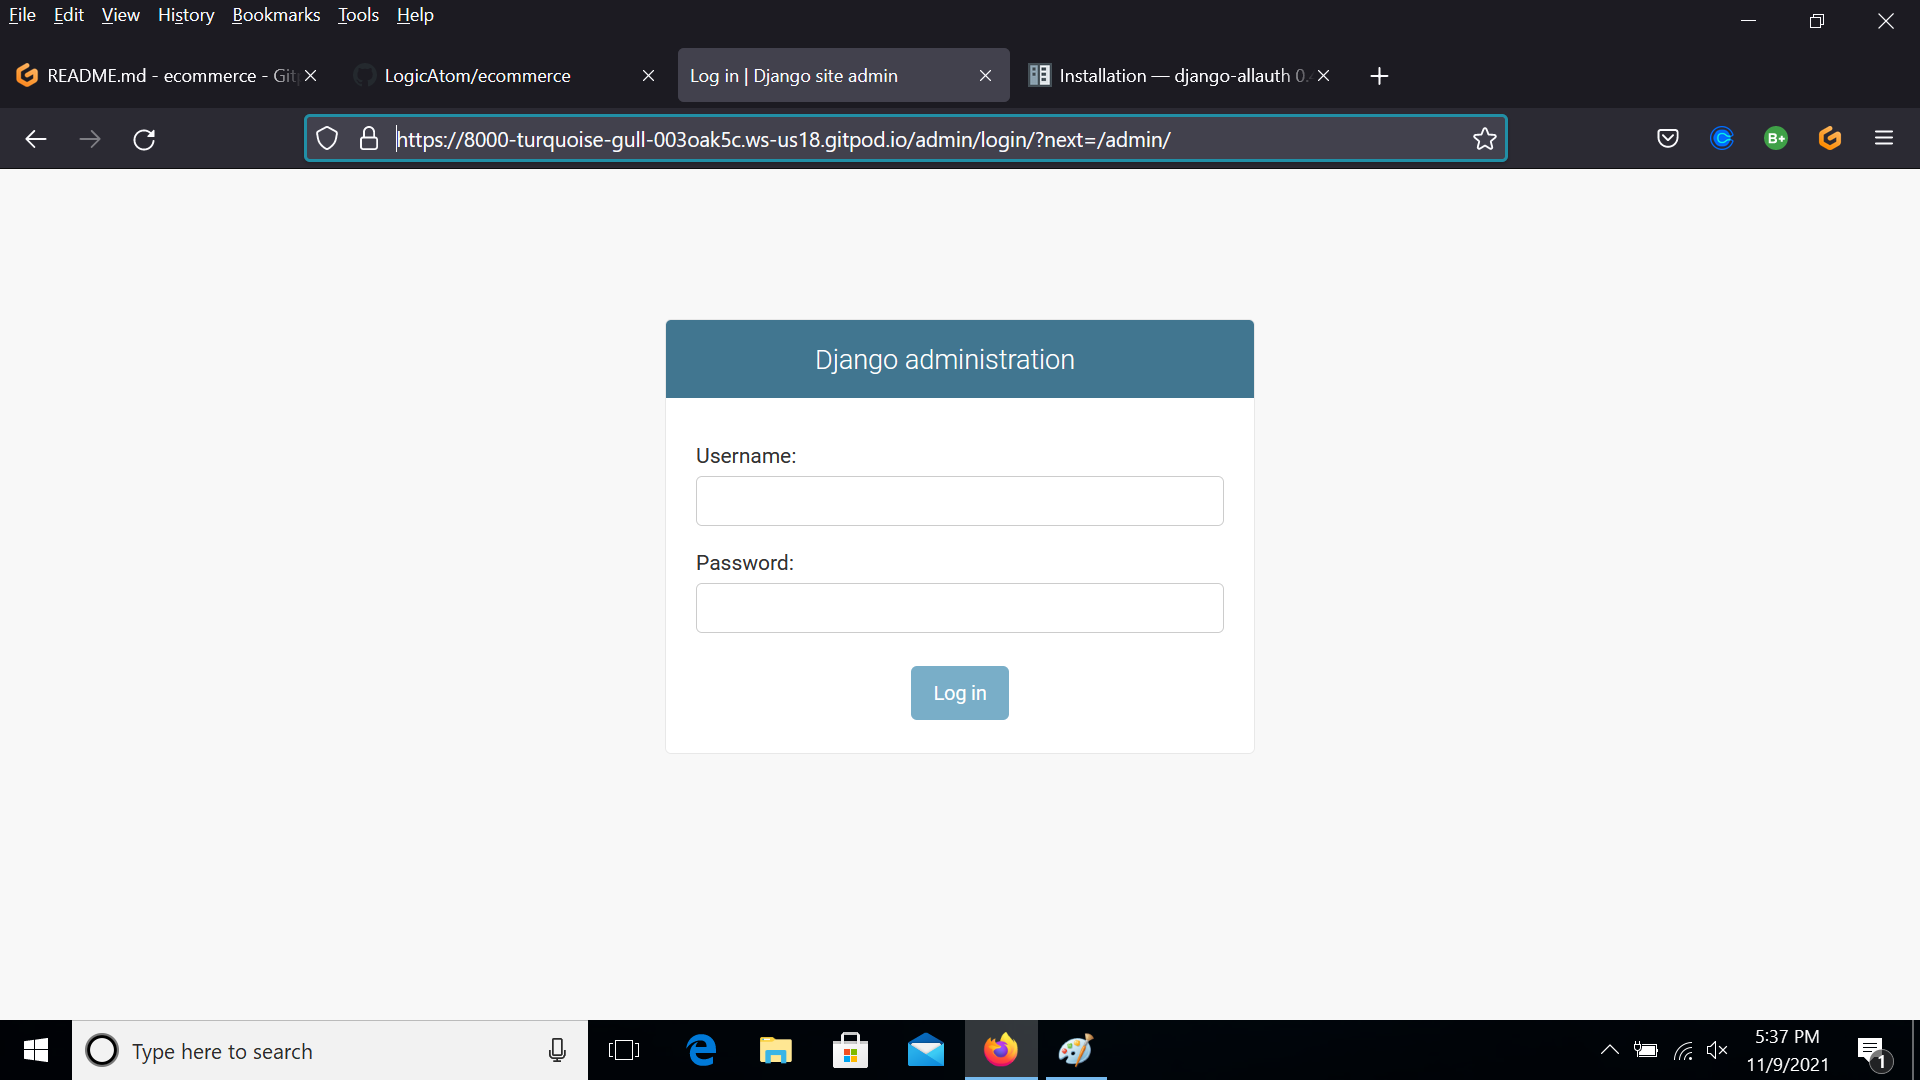 File Edit View History Bookmarks Tools Help
README.md - ecommerce - Git
LogicAtom/ecommerce
Log in | Django site admin
Installation — django-allauth 0.
https://8000-turquoise-gull-003oak5c.ws-us18.gitpod.io/admin/login/?next=/admin/
B+
Django administration
Username:
Password:
Log in
Type here to search
5:37 PM
11/9/2021
1